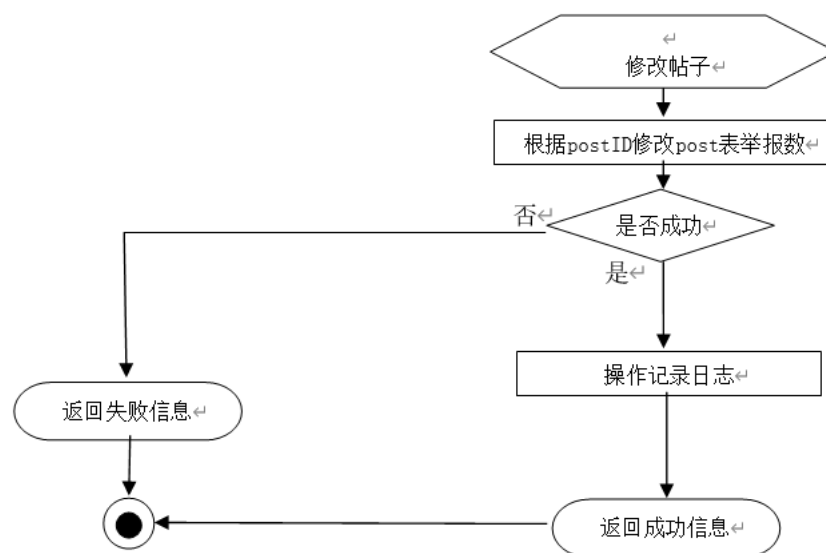 修改帖子
根据postID修改post表举报数
否
是否成功
是
操作记录日志
返回失败信息
返回成功信息